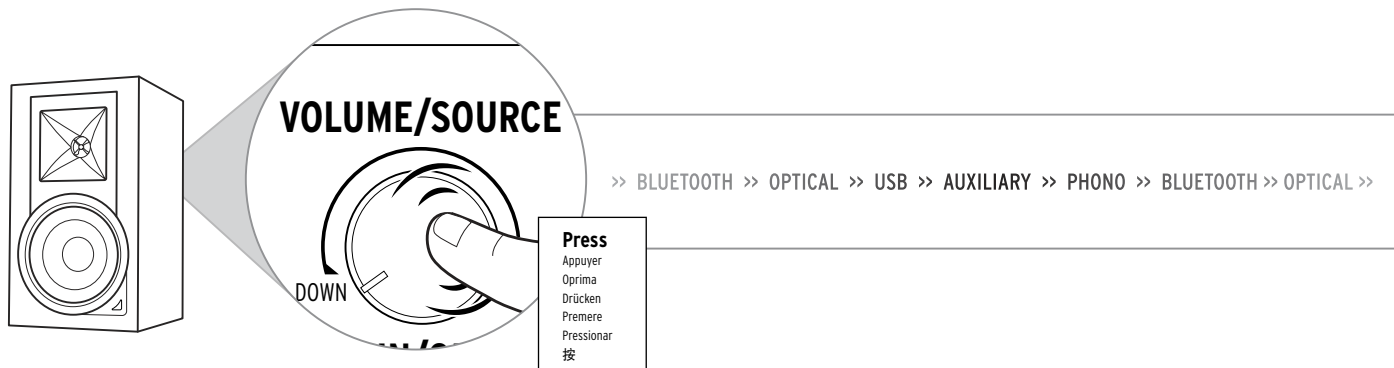 VOLUME/SOURCE
>> BLUETOOTH >> OPTICAL >> USB >> AUXILIARY >> PHONO >> BLUETOOTH >> OPTICAL >>
DOWN
Press
Appuyer
Oprima
Drücken
Premere
Pressionar
按